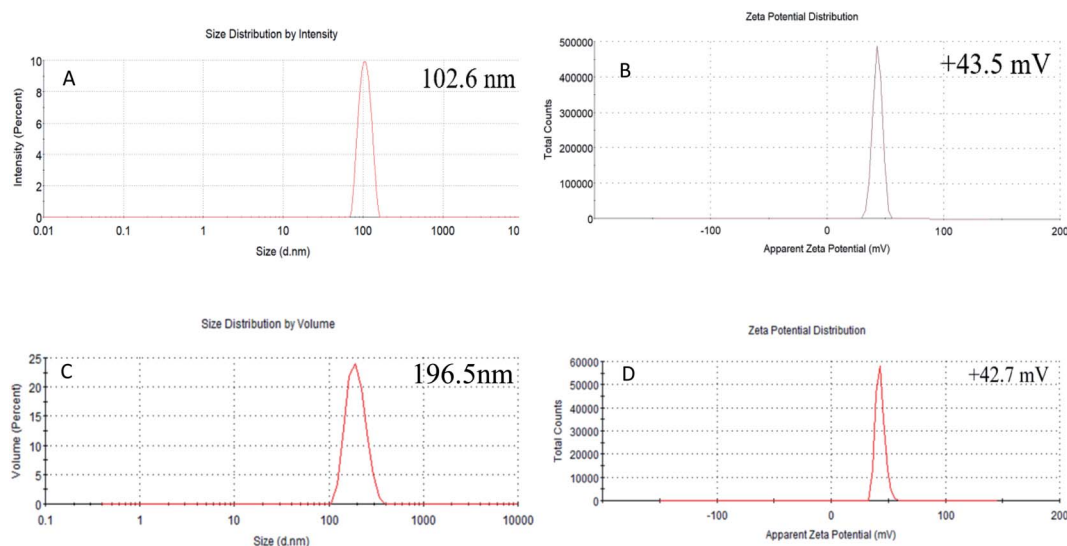 Size Distribution by Intensity
A
102.6 nm
10
8
6
4
2
0
Intensity (Percent)
0.01 0.1 1 10 100 1000 10
Size (d.nm)
Zeta Potential Distribution
B
+43.5 mV
500000
400000
300000
200000
100000
0
Total Counts
-100 0 100 200
Apparent Zeta Potential (mV)
Size Distribution by Volume
C
196.5nm
25
20
15
10
5
0
Volume (Percent)
0.1 1 10 100 1000 10000
Size (d.nm)
Zeta Potential Distribution
D
+42.7 mV
60000
50000
40000
30000
20000
10000
0
Total Counts
-100 0 100 200
Apparent Zeta Potential (mV)